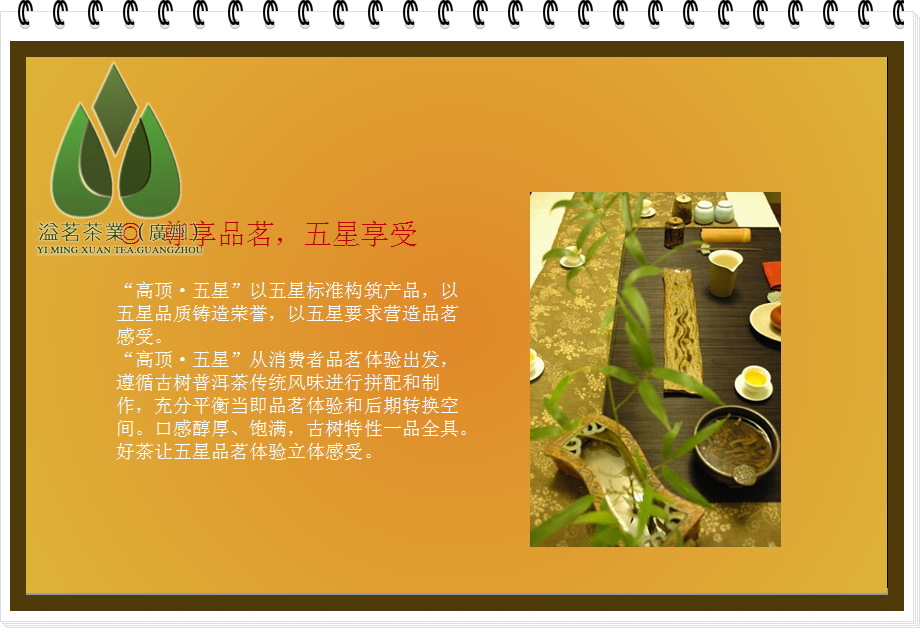 溢茗茶業（廣州）
YI MING XUAN TEA.GUANGZHOU
◎ 尊享品茗，五星享受
“高顶·五星”以五星标准构筑产品，以
五星品质铸造荣誉，以五星要求营造品茗
感受。
“高顶·五星”从消费者品茗体验出发，
遵循古树普洱茶传统风味进行拼配和制
作，充分平衡当即品茗体验和后期转换空
间。口感醇厚、饱满，古树特性一品全具。
好茶让五星品茗体验立体感受。